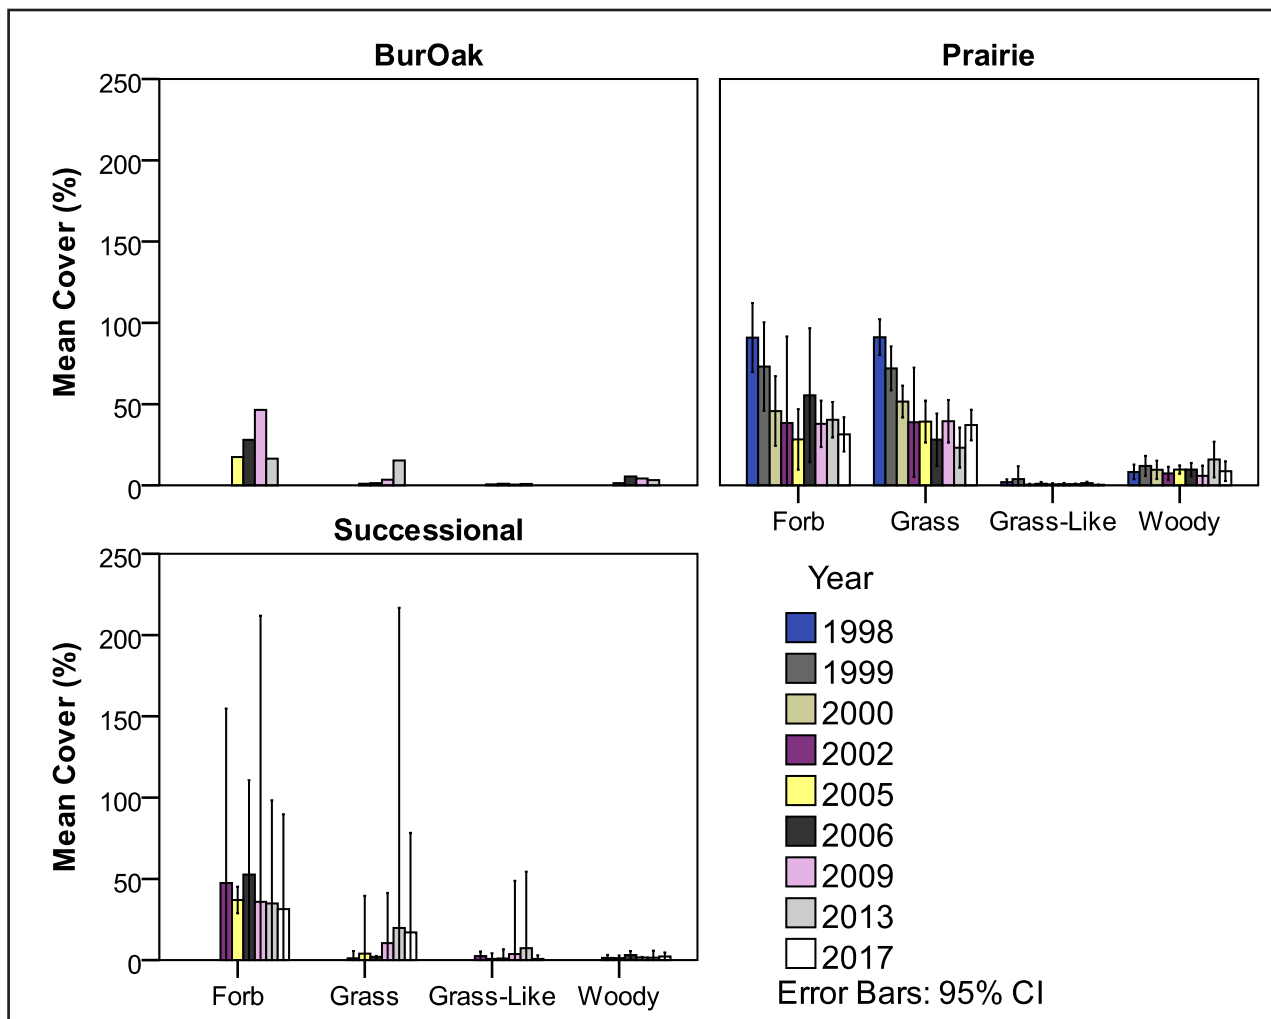 BurOak
Prairie
Mean Cover (%)
250
200
150
100
50
0
Forb Grass Grass-Like Woody
Successional
Mean Cover (%)
250
200
150
100
50
0
Forb Grass Grass-Like Woody
Year
1998
1999
2000
2002
2005
2006
2009
2013
2017
Error Bars: 95% CI